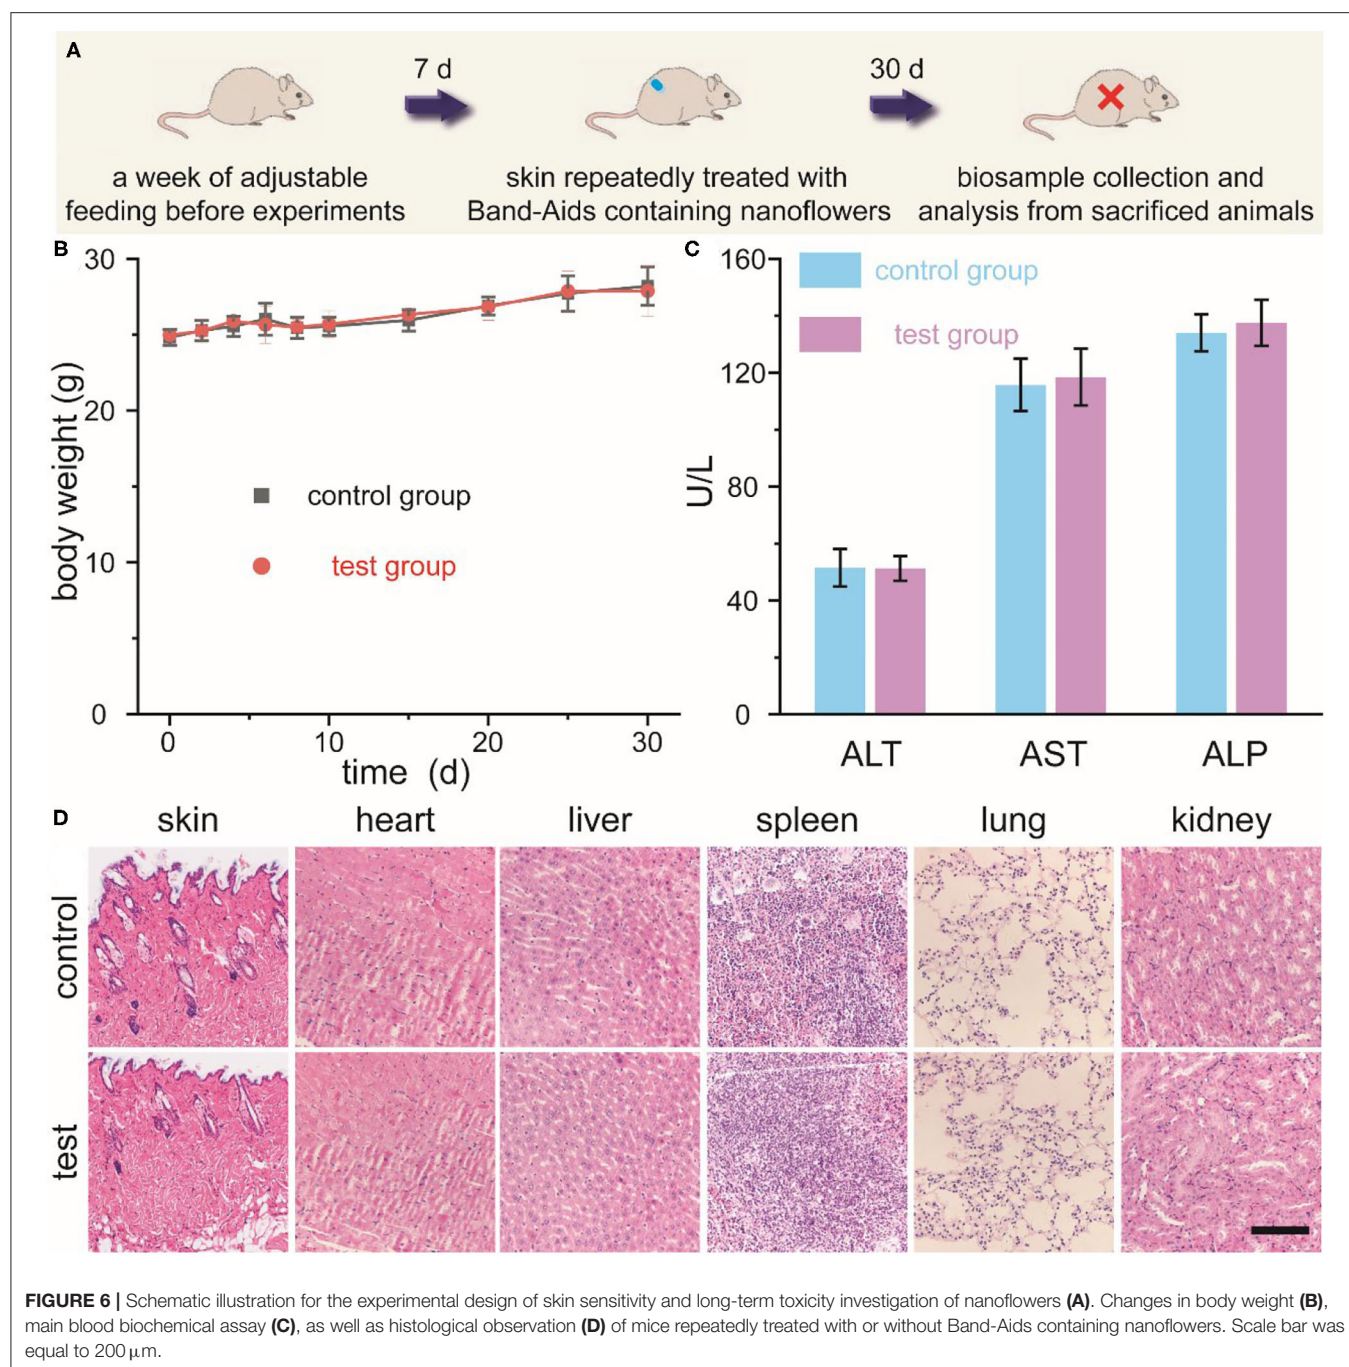 A
7 d
30 d
a week of adjustable
feeding before experiments
skin repeatedly treated with
Band-Aids containing nanoflowers
biosample collection and
analysis from sacrificed animals
B
30
20
10
0
body weight (g)
control group
test group
0
10
20
30
time (d)
C
160
120
80
40
0
U/L
control group
test group
ALT
AST
ALP
D
skin
heart
liver
spleen
lung
kidney
control
test
FIGURE 6 | Schematic illustration for the experimental design of skin sensitivity and long-term toxicity investigation of nanoflowers (A). Changes in body weight (B),
main blood biochemical assay (C), as well as histological observation (D) of mice repeatedly treated with or without Band-Aids containing nanoflowers. Scale bar was
equal to 200 μm.